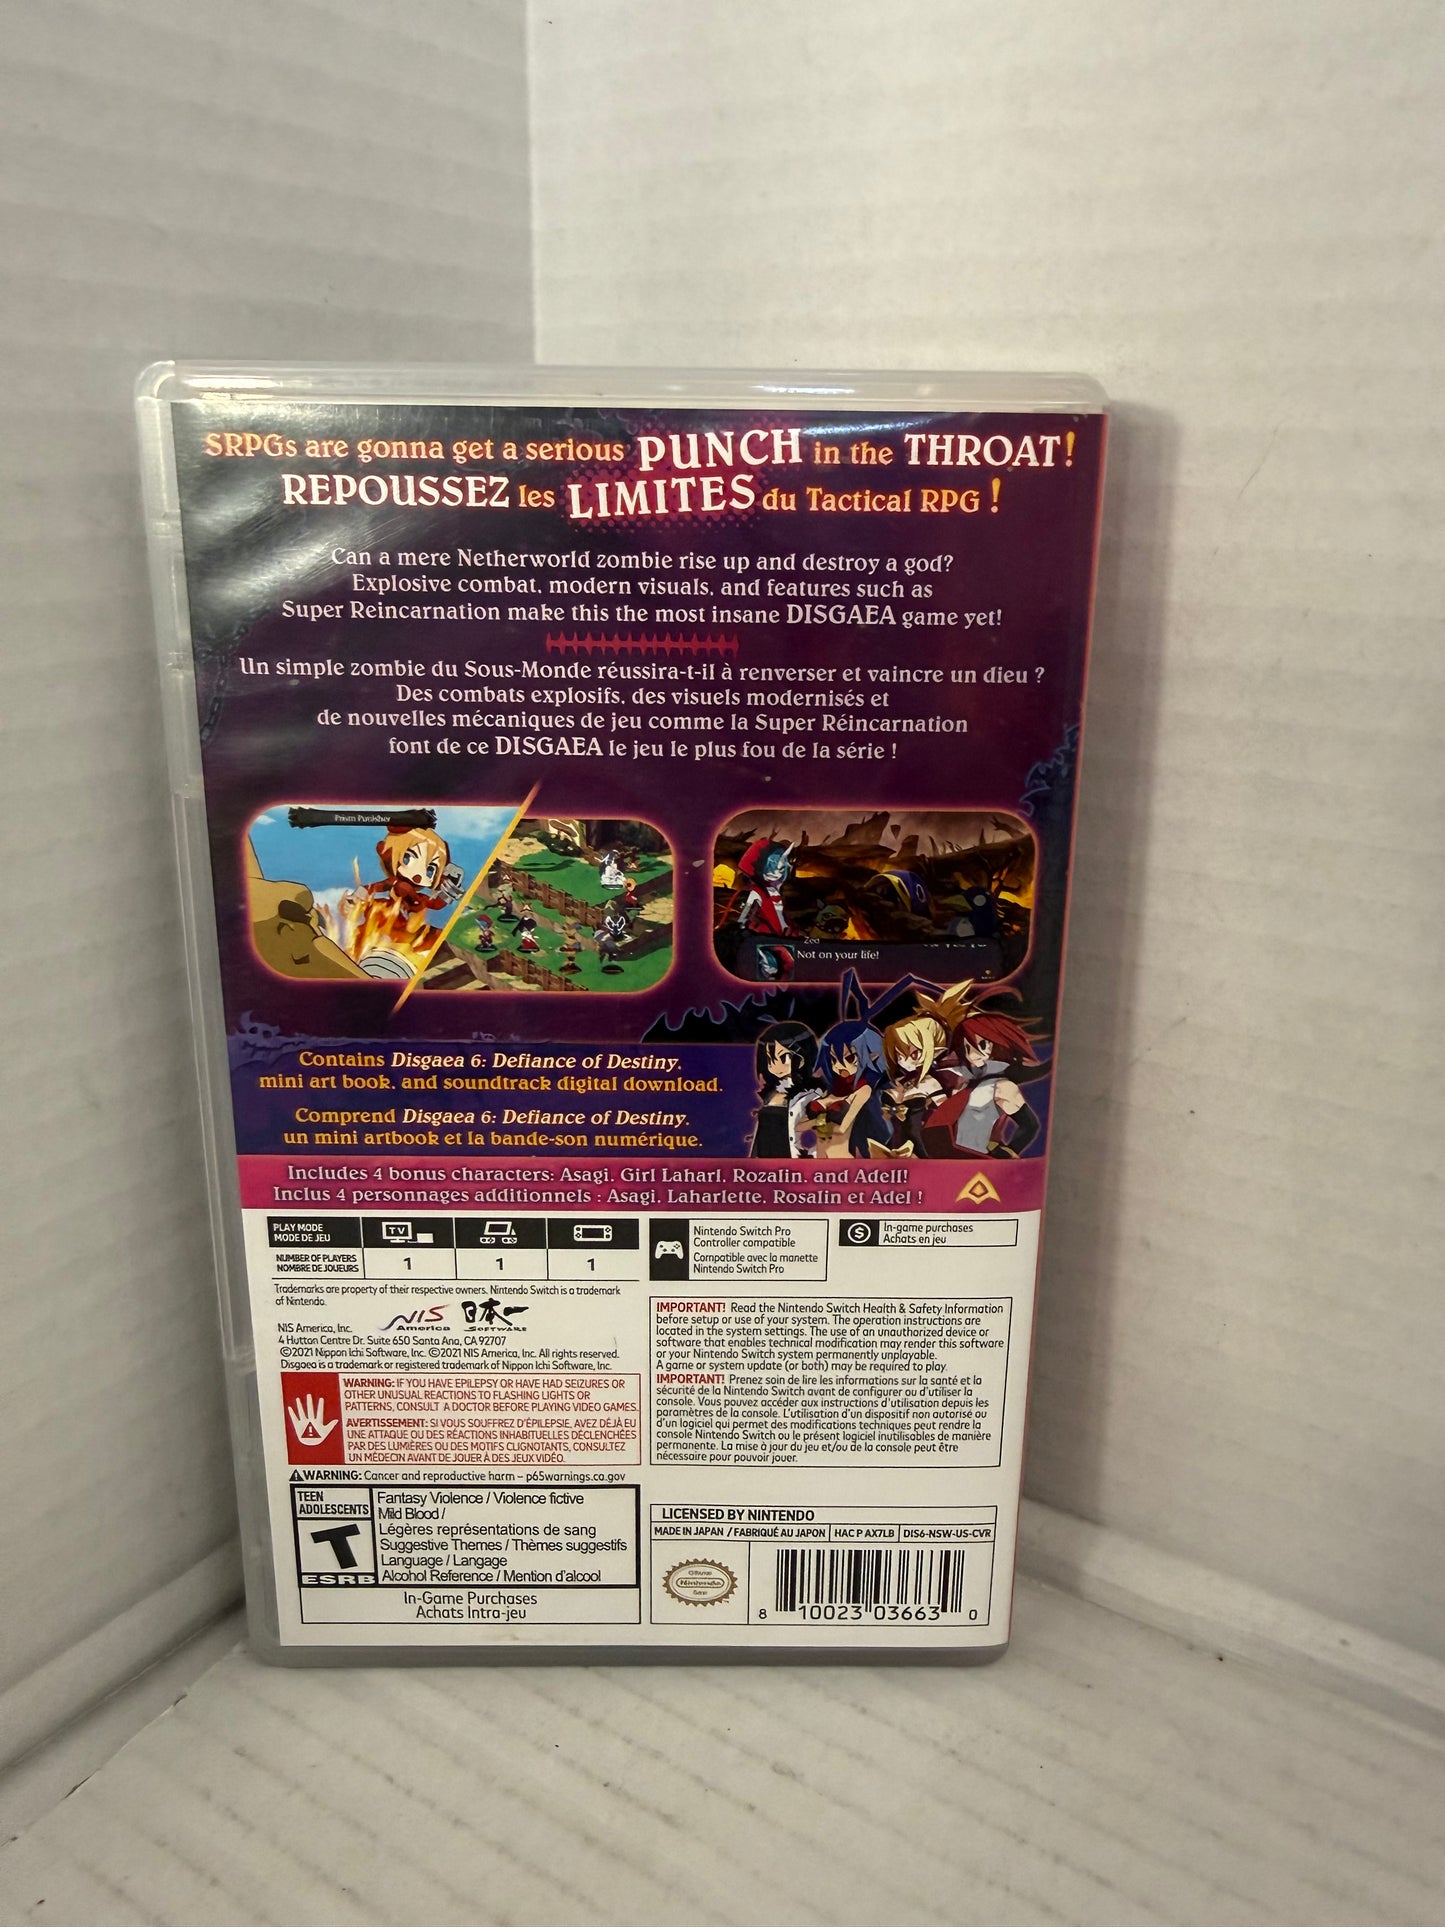 SRPGs are gonna get a serious PUNCH in the THROAT!
REPOUSSEZ les LIMITES du Tactical RPG !
Can a mere Netherworld zombie rise up and destroy a god?
Explosive combat, modern visuals, and features such as
Super Reincarnation make this the most insane DISGAEA game yet!
Un simple zombie du Sous-Monde réussira-t-il à renverser et vaincre un dieu ?
Des combats explosifs, des visuels modernisés et
de nouvelles mécaniques de jeu comme la Super Réincarnation
font de ce DISGAEA le jeu le plus fou de la série !
Prism Punisher
Zed
Not on your life!
Contains Disgaea 6: Defiance of Destiny,
mini art book, and soundtrack digital download.
Comprend Disgaea 6: Defiance of Destiny,
un mini artbook et la bande-son numérique.
Includes 4 bonus characters: Asagi, Girl Laharl, Rozalin, and Adell!
Inclus 4 personnages additionnels : Asagi, Laharlette, Rosalin et Adel !
PLAY MODE
MODE DE JEU
TV
NUMBER OF PLAYERS
NOMBRE DE JOUEURS
1 1 1
Nintendo Switch Pro
Controller compatible
Compatible avec la manette
Nintendo Switch Pro
In-game purchases
Achats en jeu
Trademarks are property of their respective owners. Nintendo Switch is a trademark
of Nintendo.
NIS America
日本一 SOFTWARE
NIS America, Inc.
4 Hutton Centre Dr. Suite 650 Santa Ana, CA 92707
©2021 Nippon Ichi Software, Inc. ©2021 NIS America, Inc. All rights reserved.
Disgaea is a trademark or registered trademark of Nippon Ichi Software, Inc.
WARNING: IF YOU HAVE EPILEPSY OR HAVE HAD SEIZURES OR
OTHER UNUSUAL REACTIONS TO FLASHING LIGHTS OR
PATTERNS, CONSULT A DOCTOR BEFORE PLAYING VIDEO GAMES.
AVERTISSEMENT: SI VOUS SOUFFREZ D'ÉPILEPSIE, AVEZ DÉJÀ EU
UNE ATTAQUE OU DES RÉACTIONS INHABITUELLES DÉCLENCHÉES
PAR DES LUMIÈRES OU DES MOTIFS CLIGNOTANTS, CONSULTEZ
UN MÉDECIN AVANT DE JOUER À DES JEUX VIDÉO.
WARNING: Cancer and reproductive harm – p65warnings.ca.gov
IMPORTANT! Read the Nintendo Switch Health & Safety Information
before setup or use of your system. The operation instructions are
located in the system settings. The use of an unauthorized device or
software that enables technical modification may render this software
or your Nintendo Switch system permanently unplayable.
A game or system update (or both) may be required to play.
IMPORTANT! Prenez soin de lire les informations sur la santé et la
sécurité de la Nintendo Switch avant de configurer ou d'utiliser la
console. Vous pouvez accéder aux instructions d'utilisation depuis les
paramètres de la console. L'utilisation d'un dispositif non autorisé ou
d'un logiciel qui permet des modifications techniques peut rendre la
console Nintendo Switch ou le présent logiciel inutilisables de manière
permanente. La mise à jour du jeu et/ou de la console peut être
nécessaire pour pouvoir jouer.
TEEN
ADOLESCENTS
T
ESRB
Fantasy Violence / Violence fictive
Mild Blood /
Légères représentations de sang
Suggestive Themes / Thèmes suggestifs
Language / Langage
Alcohol Reference / Mention d'alcool
In-Game Purchases
Achats Intra-jeu
LICENSED BY NINTENDO
MADE IN JAPAN / FABRIQUÉ AU JAPON HAC P AX7LB DIS6-NSW-US-CVR
Official
Nintendo
Seal
8 10023 03663 0